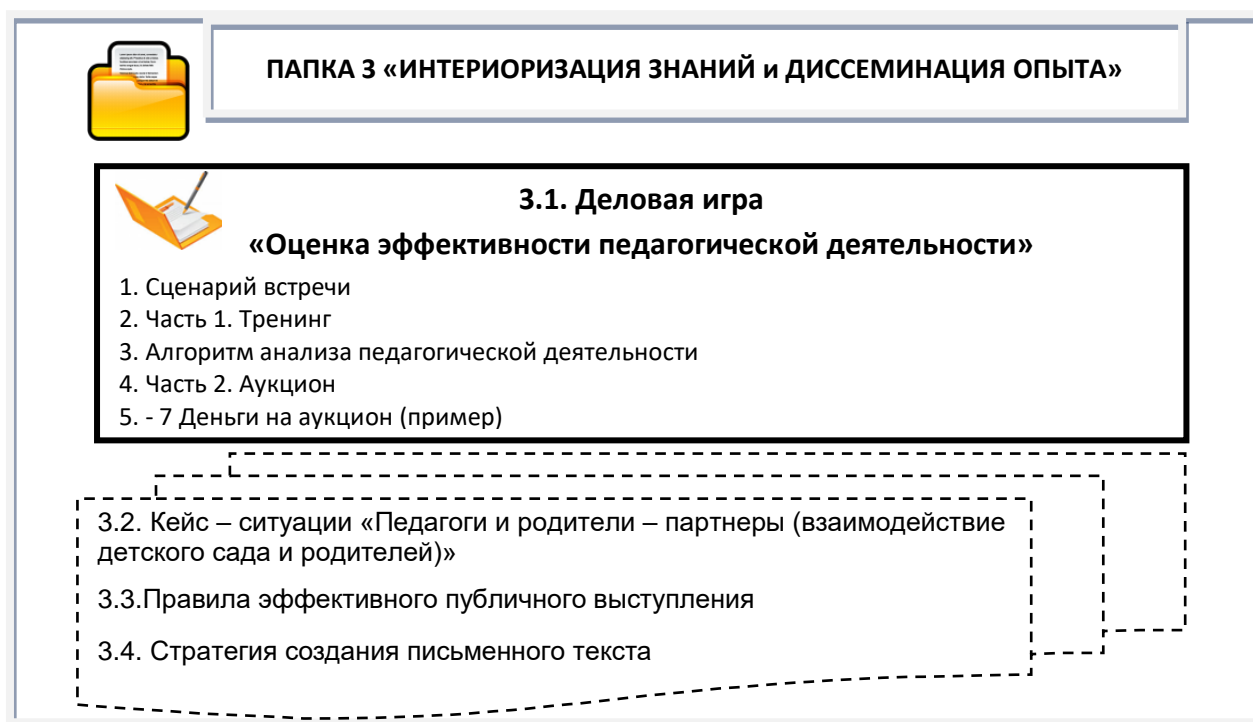 ПАПКА 3 «ИНТЕРИОРИЗАЦИЯ ЗНАНИЙ и ДИССЕМИНАЦИЯ ОПЫТА»
3.1. Деловая игра
«Оценка эффективности педагогической деятельности»
1. Сценарий встречи
2. Часть 1. Тренинг
3. Алгоритм анализа педагогической деятельности
4. Часть 2. Аукцион
5. - 7 Деньги на аукцион (пример)
3.2. Кейс – ситуации «Педагоги и родители – партнеры (взаимодействие
детского сада и родителей)»
3.3.Правила эффективного публичного выступления
3.4. Стратегия создания письменного текста